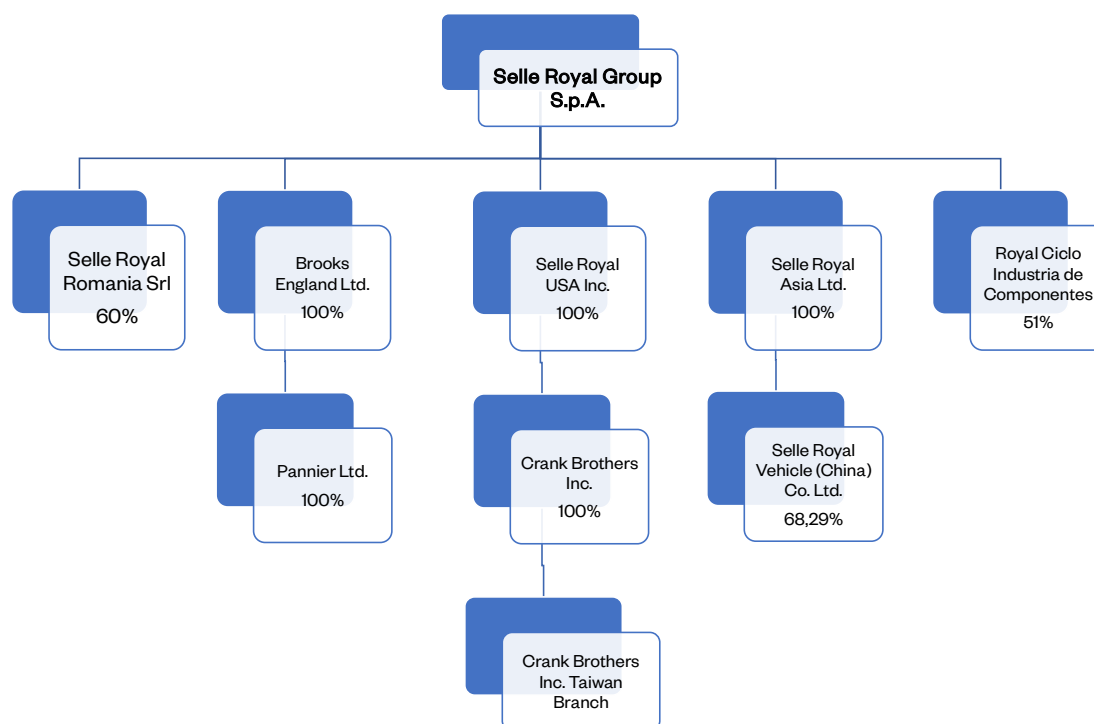 Selle Royal Group
S.p.A.
Selle Royal
Romania Srl
60%
Brooks
England Ltd.
100%
Selle Royal
USA Inc.
100%
Selle Royal
Asia Ltd.
100%
Royal Ciclo
Industria de
Componentes
51%
Pannier Ltd.
100%
Crank Brothers
Inc.
100%
Selle Royal
Vehicle (China)
Co. Ltd.
68,29%
Crank Brothers
Inc. Taiwan
Branch